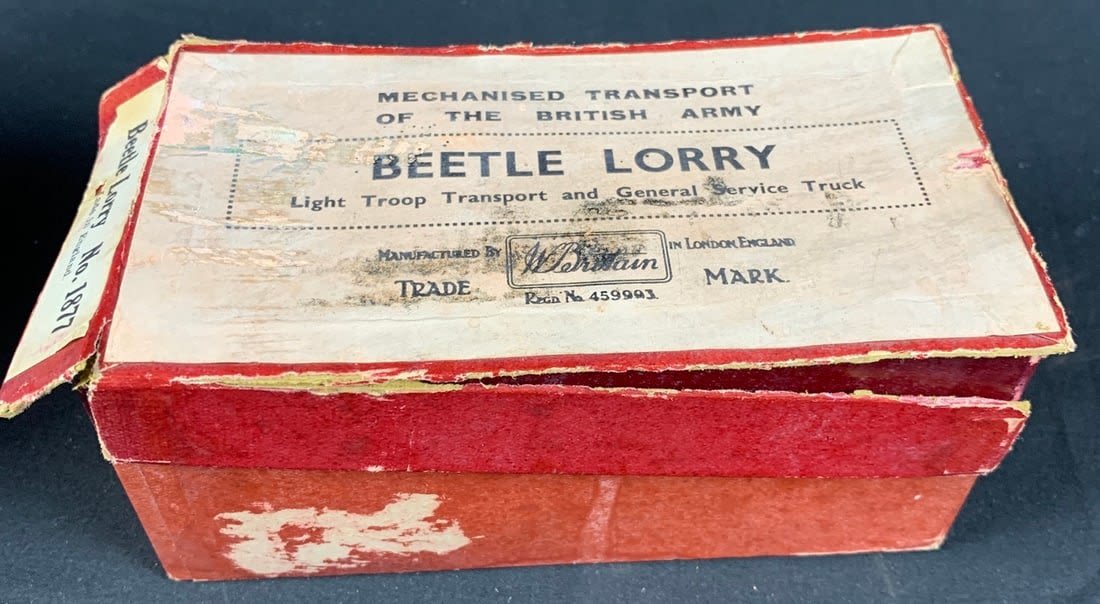 MECHANISED TRANSPORT
OF THE BRITISH ARMY
BEETLE LORRY
Light Troop Transport and General Service Truck
MANUFACTURED BY W. Britain IN LONDON ENGLAND
TRADE MARK.
REGD. No. 459993.
Beetle Lorry No. 1877
England